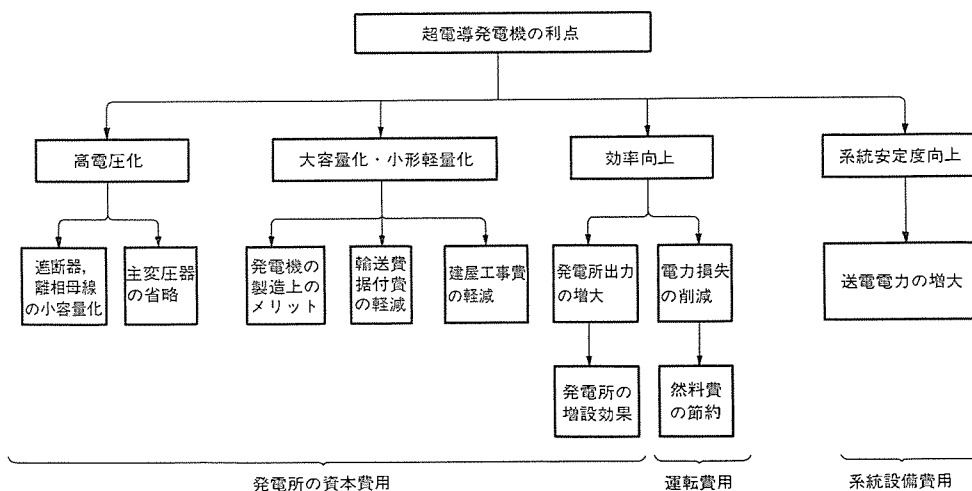 超電導発電機の利点
高電圧化
大容量化・小形軽量化
効率向上
系統安定度向上
遮断器,
離相母線
の小容量化
主変圧器
の省略
発電機の
製造上の
メリット
輸送費
据付費
の軽減
建屋工事費
の軽減
発電所出力
の増大
電力損失
の削減
送電電力の増大
発電所の
増設効果
然料費
の節約
発電所の資本費用
運転費用
系統設備費用